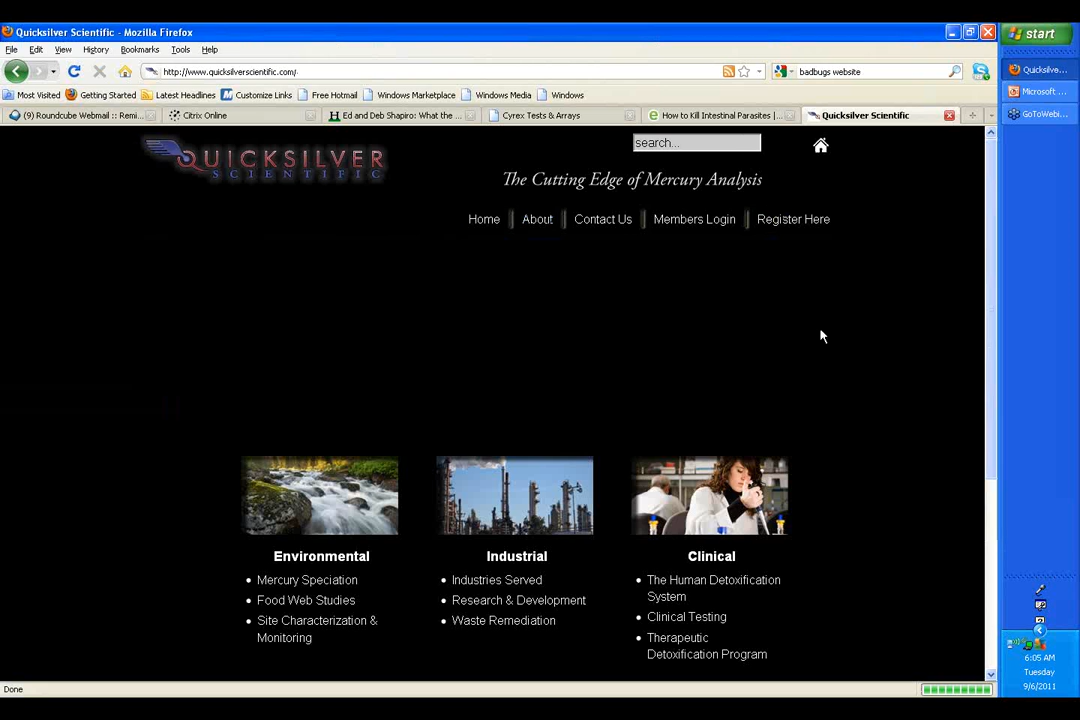 Quicksilver Scientific - Mozilla Firefox
start
File Edit View History Bookmarks Tools Help
http://www.quicksilverscientific.com/
badbugs website
Quicksilve...
Most Visited Getting Started Latest Headlines Customize Links Free Hotmail Windows Marketplace Windows Media Windows
Microsoft ...
(9) Roundcube Webmail :: Remi... Citrix Online Ed and Deb Shapiro: What the ... Cyrex Tests & Arrays How to Kill Intestinal Parasites |... Quicksilver Scientific
GoToWebi...
search...
QUICKSILVER
SCIENTIFIC
The Cutting Edge of Mercury Analysis
Home About Contact Us Members Login Register Here
Environmental
Mercury Speciation
Food Web Studies
Site Characterization &
Monitoring
Industrial
Industries Served
Research & Development
Waste Remediation
Clinical
The Human Detoxification
System
Clinical Testing
Therapeutic
Detoxification Program
6:05 AM
Tuesday
9/6/2011
Done